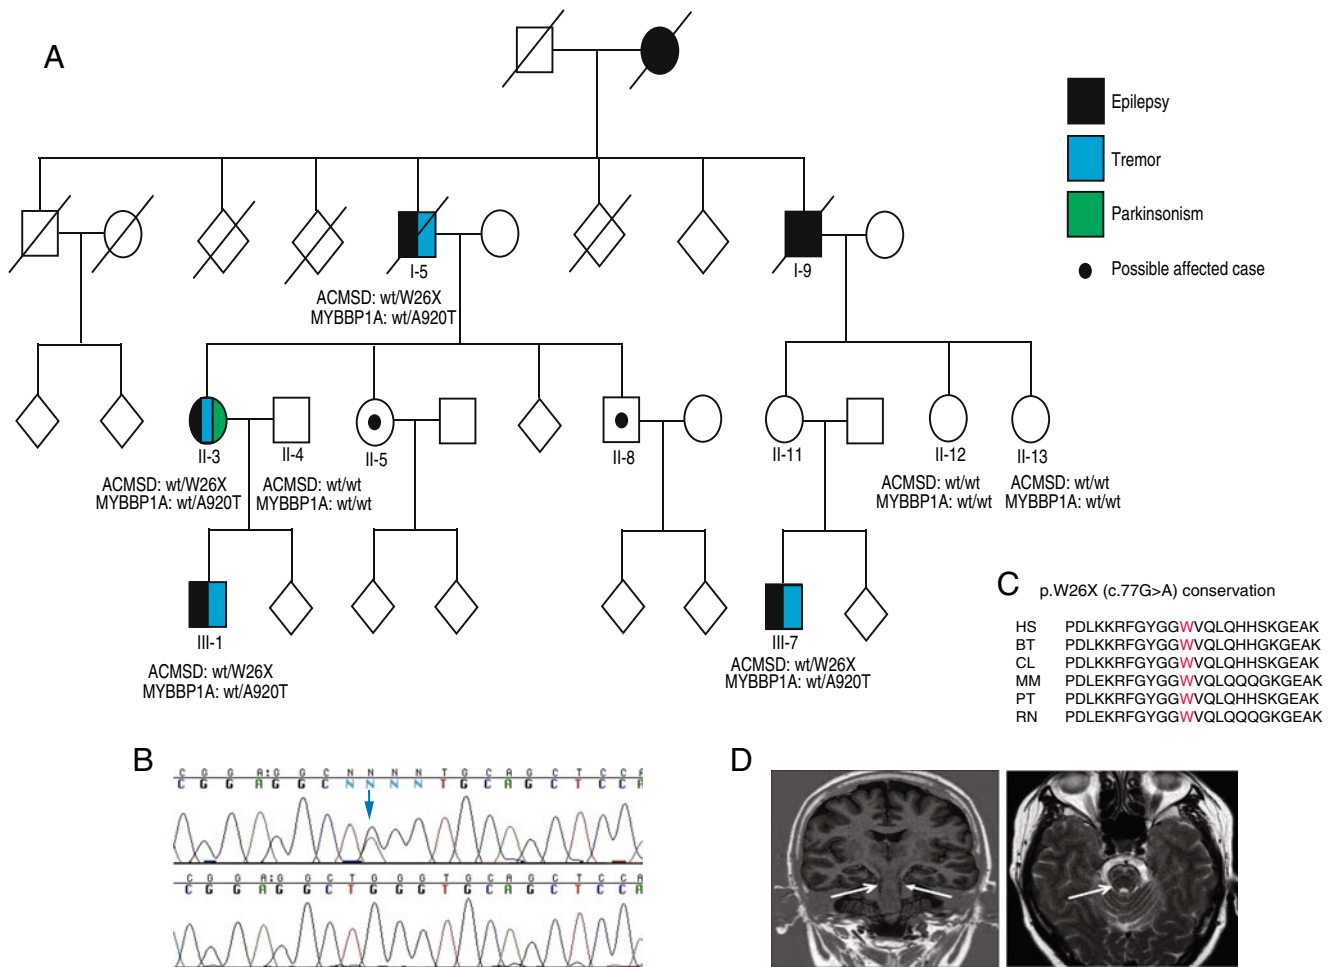 A
Epilepsy
Tremor
Parkinsonism
Possible affected case
I-5
ACMSD: wt/W26X
MYBBP1A: wt/A920T
I-9
II-3
ACMSD: wt/W26X
MYBBP1A: wt/A920T
II-4
ACMSD: wt/wt
MYBBP1A: wt/wt
II-5
II-8
II-11
II-12
ACMSD: wt/wt
MYBBP1A: wt/wt
II-13
ACMSD: wt/wt
MYBBP1A: wt/wt
III-1
ACMSD: wt/W26X
MYBBP1A: wt/A920T
III-7
ACMSD: wt/W26X
MYBBP1A: wt/A920T
C p.W26X (c.77G>A) conservation
HS PDLKKRFGYGGWVQLQHHSKGEAK
BT PDLKKRFGYGGWVQLQHHGKGEAK
CL PDLKKRFGYGGWVQLQHHSKGEAK
MM PDLEKRFGYGGWVQLQQQGKGEAK
PT PDLKKRFGYGGWVQLQHHSKGEAK
RN PDLEKRFGYGGWVQLQQQGKGEAK
B
C G G A:G G C N N N N T G C A G C T C C A
C G G A G G C N N N N T G C A G C T C C A
C G G A:G G C T G G G T G C A G C T C C A
C G G A G G C T G G G T G C A G C T C C A
D